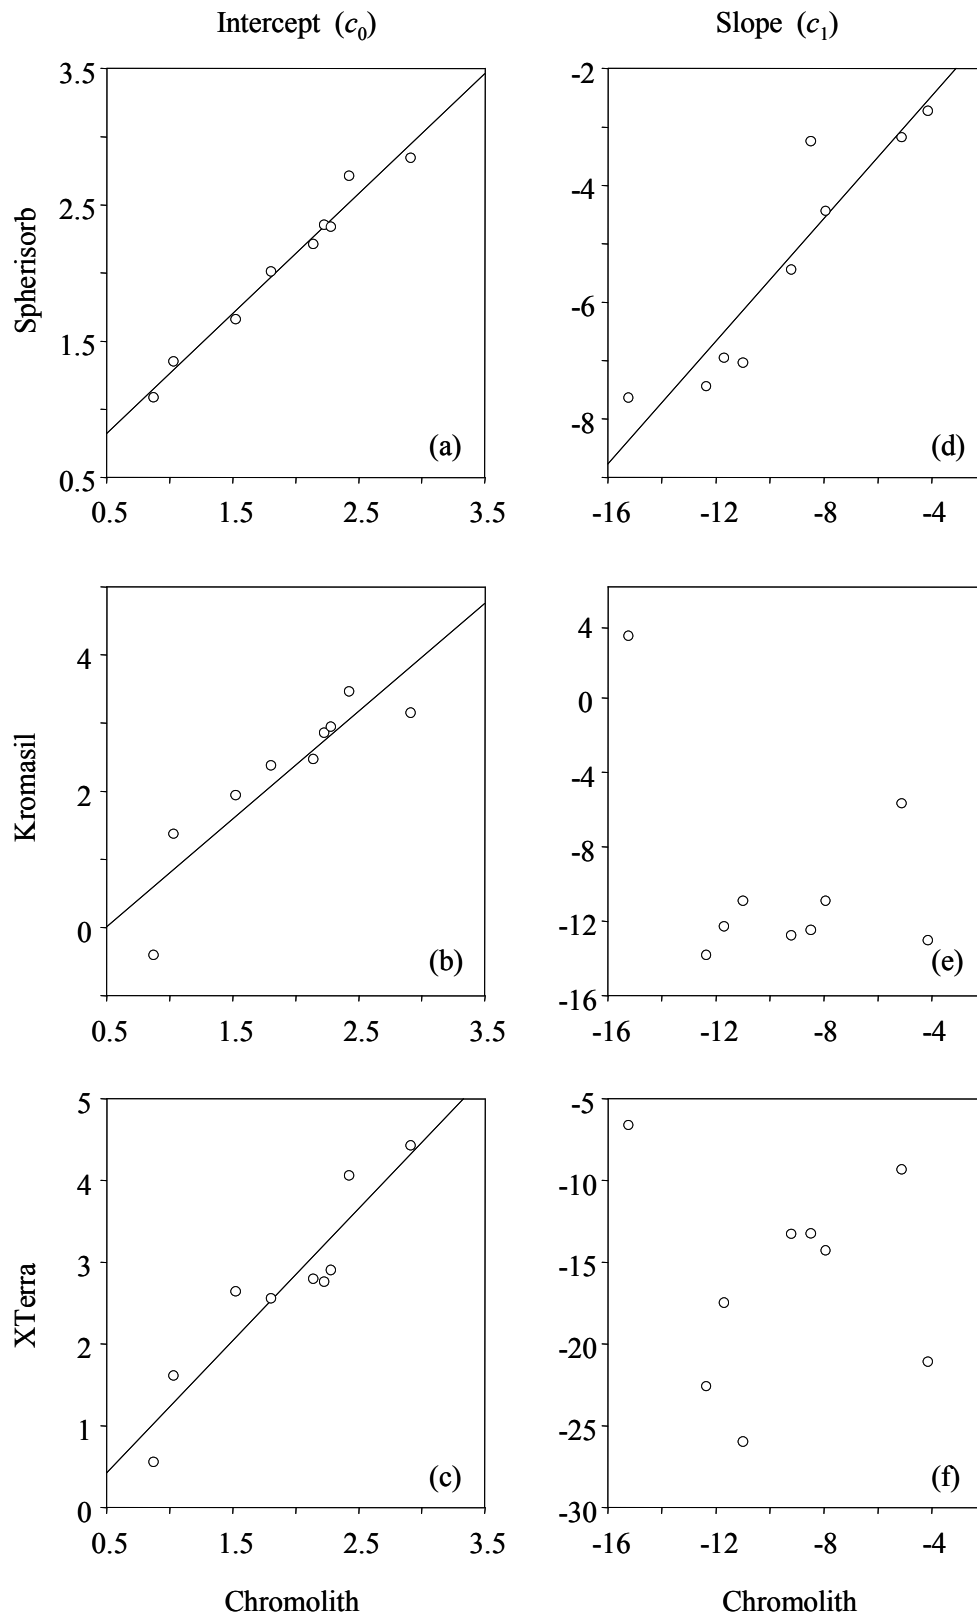 Intercept (c0) Slope (c1)
Spherisorb
3.5
2.5
1.5
0.5
0.5 1.5 2.5 3.5
(a)
-2
-4
-6
-8
-16 -12 -8 -4
(d)
Kromasil
4
2
0
0.5 1.5 2.5 3.5
(b)
4
0
-4
-8
-12
-16
-16 -12 -8 -4
(e)
XTerra
5
4
3
2
1
0
0.5 1.5 2.5 3.5
(c)
-5
-10
-15
-20
-25
-30
-16 -12 -8 -4
(f)
Chromolith Chromolith